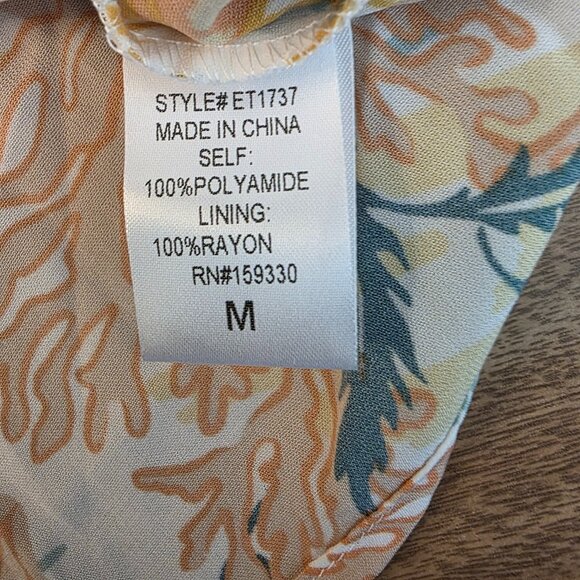 STYLE# ET1737
MADE IN CHINA
SELF:
100%POLYAMIDE
LINING:
100%RAYON
RN#159330
M